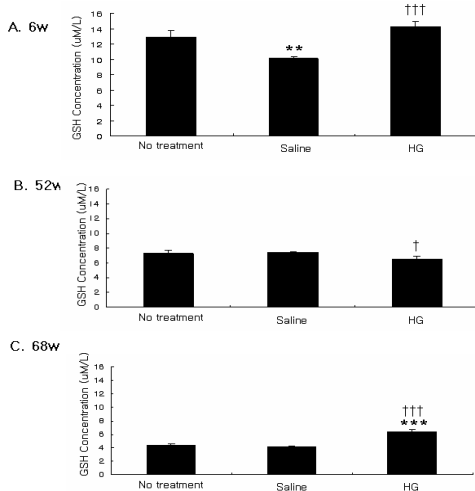 A. 6w
GSH Concentration (uM/L)
16
14
12
10
8
6
4
2
0
**
†††
No treatment
Saline
HG
B. 52w
GSH Concentration (uM/L)
16
14
12
10
8
6
4
2
0
†
No treatment
Saline
HG
C. 68w
GSH Concentration (uM/L)
16
14
12
10
8
6
4
2
0
†††
***
No treatment
Saline
HG